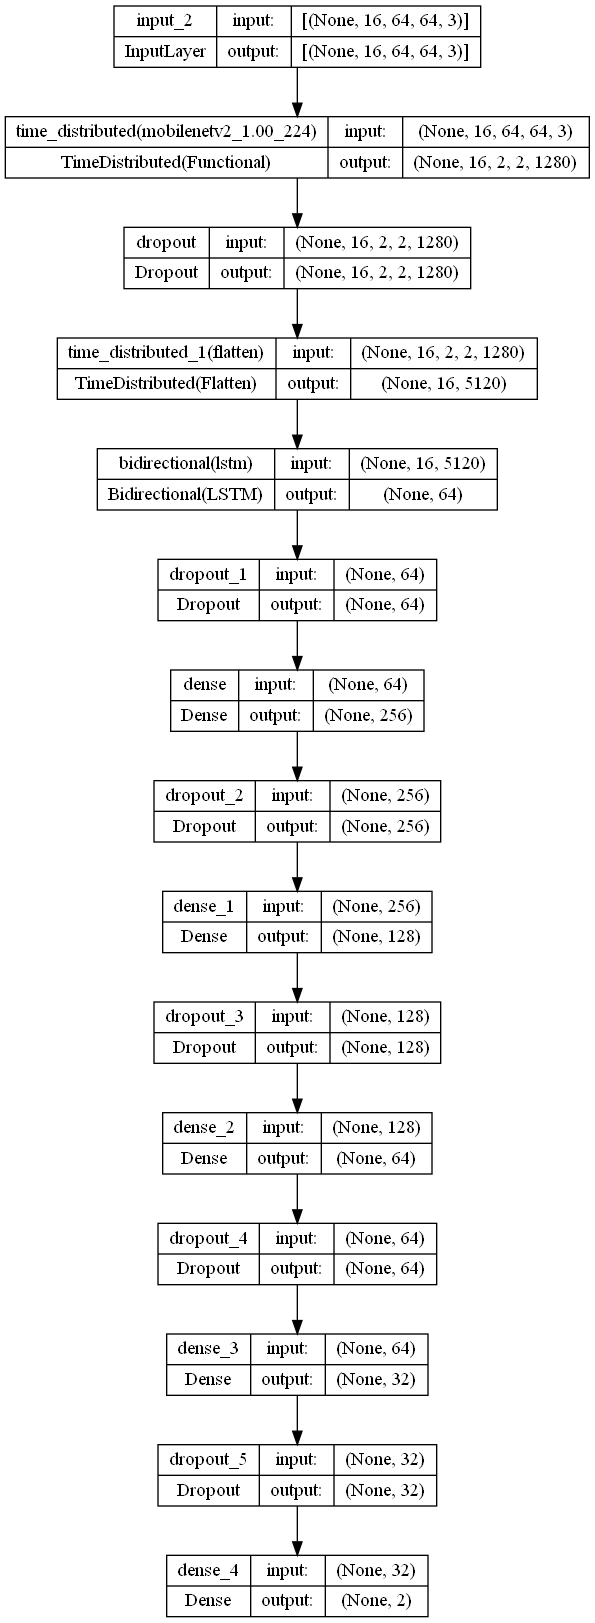 input_2 input: [(None, 16, 64, 64, 3)]
InputLayer output: [(None, 16, 64, 64, 3)]
time_distributed(mobilenetv2_1.00_224) input: (None, 16, 64, 64, 3)
TimeDistributed(Functional) output: (None, 16, 2, 2, 1280)
dropout input: (None, 16, 2, 2, 1280)
Dropout output: (None, 16, 2, 2, 1280)
time_distributed_1(flatten) input: (None, 16, 2, 2, 1280)
TimeDistributed(Flatten) output: (None, 16, 5120)
bidirectional(lstm) input: (None, 16, 5120)
Bidirectional(LSTM) output: (None, 64)
dropout_1 input: (None, 64)
Dropout output: (None, 64)
dense input: (None, 64)
Dense output: (None, 256)
dropout_2 input: (None, 256)
Dropout output: (None, 256)
dense_1 input: (None, 256)
Dense output: (None, 128)
dropout_3 input: (None, 128)
Dropout output: (None, 128)
dense_2 input: (None, 128)
Dense output: (None, 64)
dropout_4 input: (None, 64)
Dropout output: (None, 64)
dense_3 input: (None, 64)
Dense output: (None, 32)
dropout_5 input: (None, 32)
Dropout output: (None, 32)
dense_4 input: (None, 32)
Dense output: (None, 2)